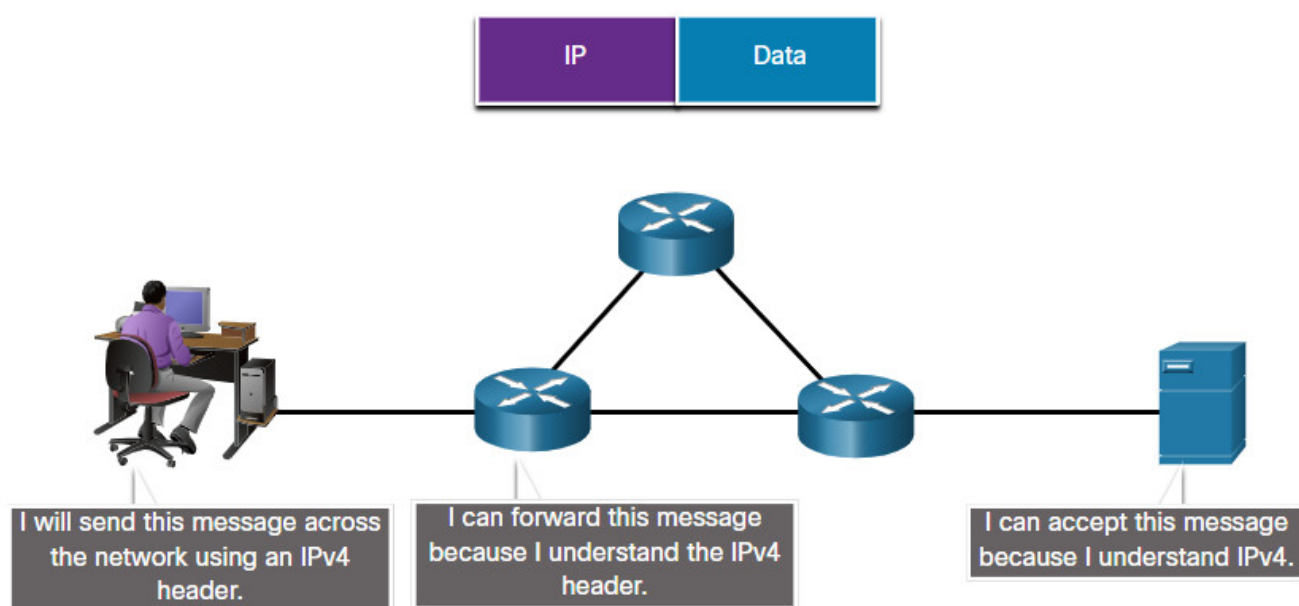 IP
Data
I will send this message across
the network using an IPv4
header.
I can forward this message
because I understand the IPv4
header.
I can accept this message
because I understand IPv4.